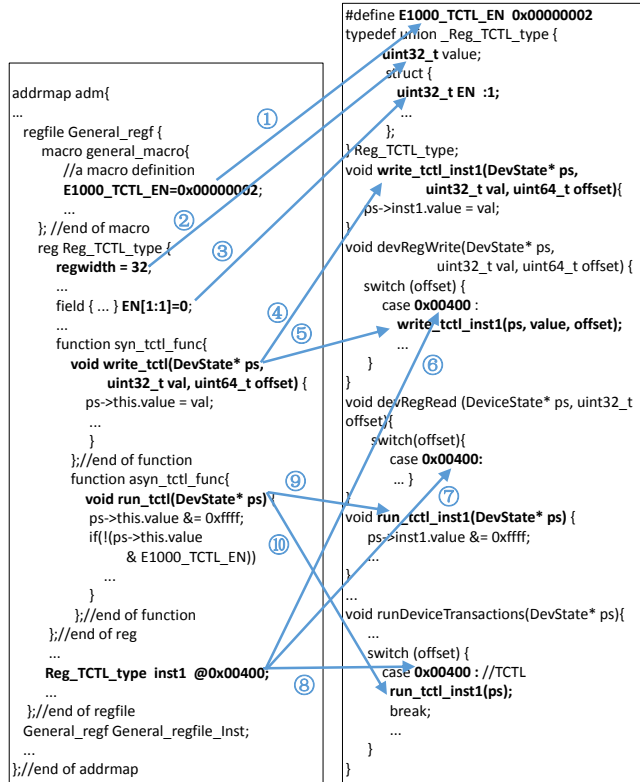 addrmap adm{
...
regfile General_regf {
macro general_macro{
//a macro definition
E1000_TCTL_EN=0x00000002;
...
}; //end of macro
reg Reg_TCTL_type {
regwidth = 32;
...
field { ... } EN[1:1]=0;
...
function syn_tctl_func{
void write_tctl(DevState* ps,
uint32_t val, uint64_t offset) {
ps->this.value = val;
...
}
};//end of function
function asyn_tctl_func{
void run_tctl(DevState* ps) {
ps->this.value &= 0xffff;
if(!(ps->this.value
& E1000_TCTL_EN))
...
}
};//end of function
};//end of reg
...
Reg_TCTL_type inst1 @0x00400;
...
};//end of regfile
General_regf General_regfile_Inst;
...
};//end of addrmap
①
②
③
④
⑤
⑥
⑦
⑧
⑨
⑩
#define E1000_TCTL_EN 0x00000002
typedef union _Reg_TCTL_type {
uint32_t value;
struct {
uint32_t EN :1;
...
};
} Reg_TCTL_type;
void write_tctl_inst1(DevState* ps,
uint32_t val, uint64_t offset){
ps->inst1.value = val;
}
void devRegWrite(DevState* ps,
uint32_t val, uint64_t offset) {
switch (offset) {
case 0x00400 :
write_tctl_inst1(ps, value, offset);
...
}
}
void devRegRead (DeviceState* ps, uint32_t
offset){
switch(offset){
case 0x00400:
... }
}
void run_tctl_inst1(DevState* ps) {
ps->inst1.value &= 0xffff;
...
}
...
void runDeviceTransactions(DevState* ps){
...
switch (offset) {
case 0x00400 : //TCTL
run_tctl_inst1(ps);
break;
...
}
}